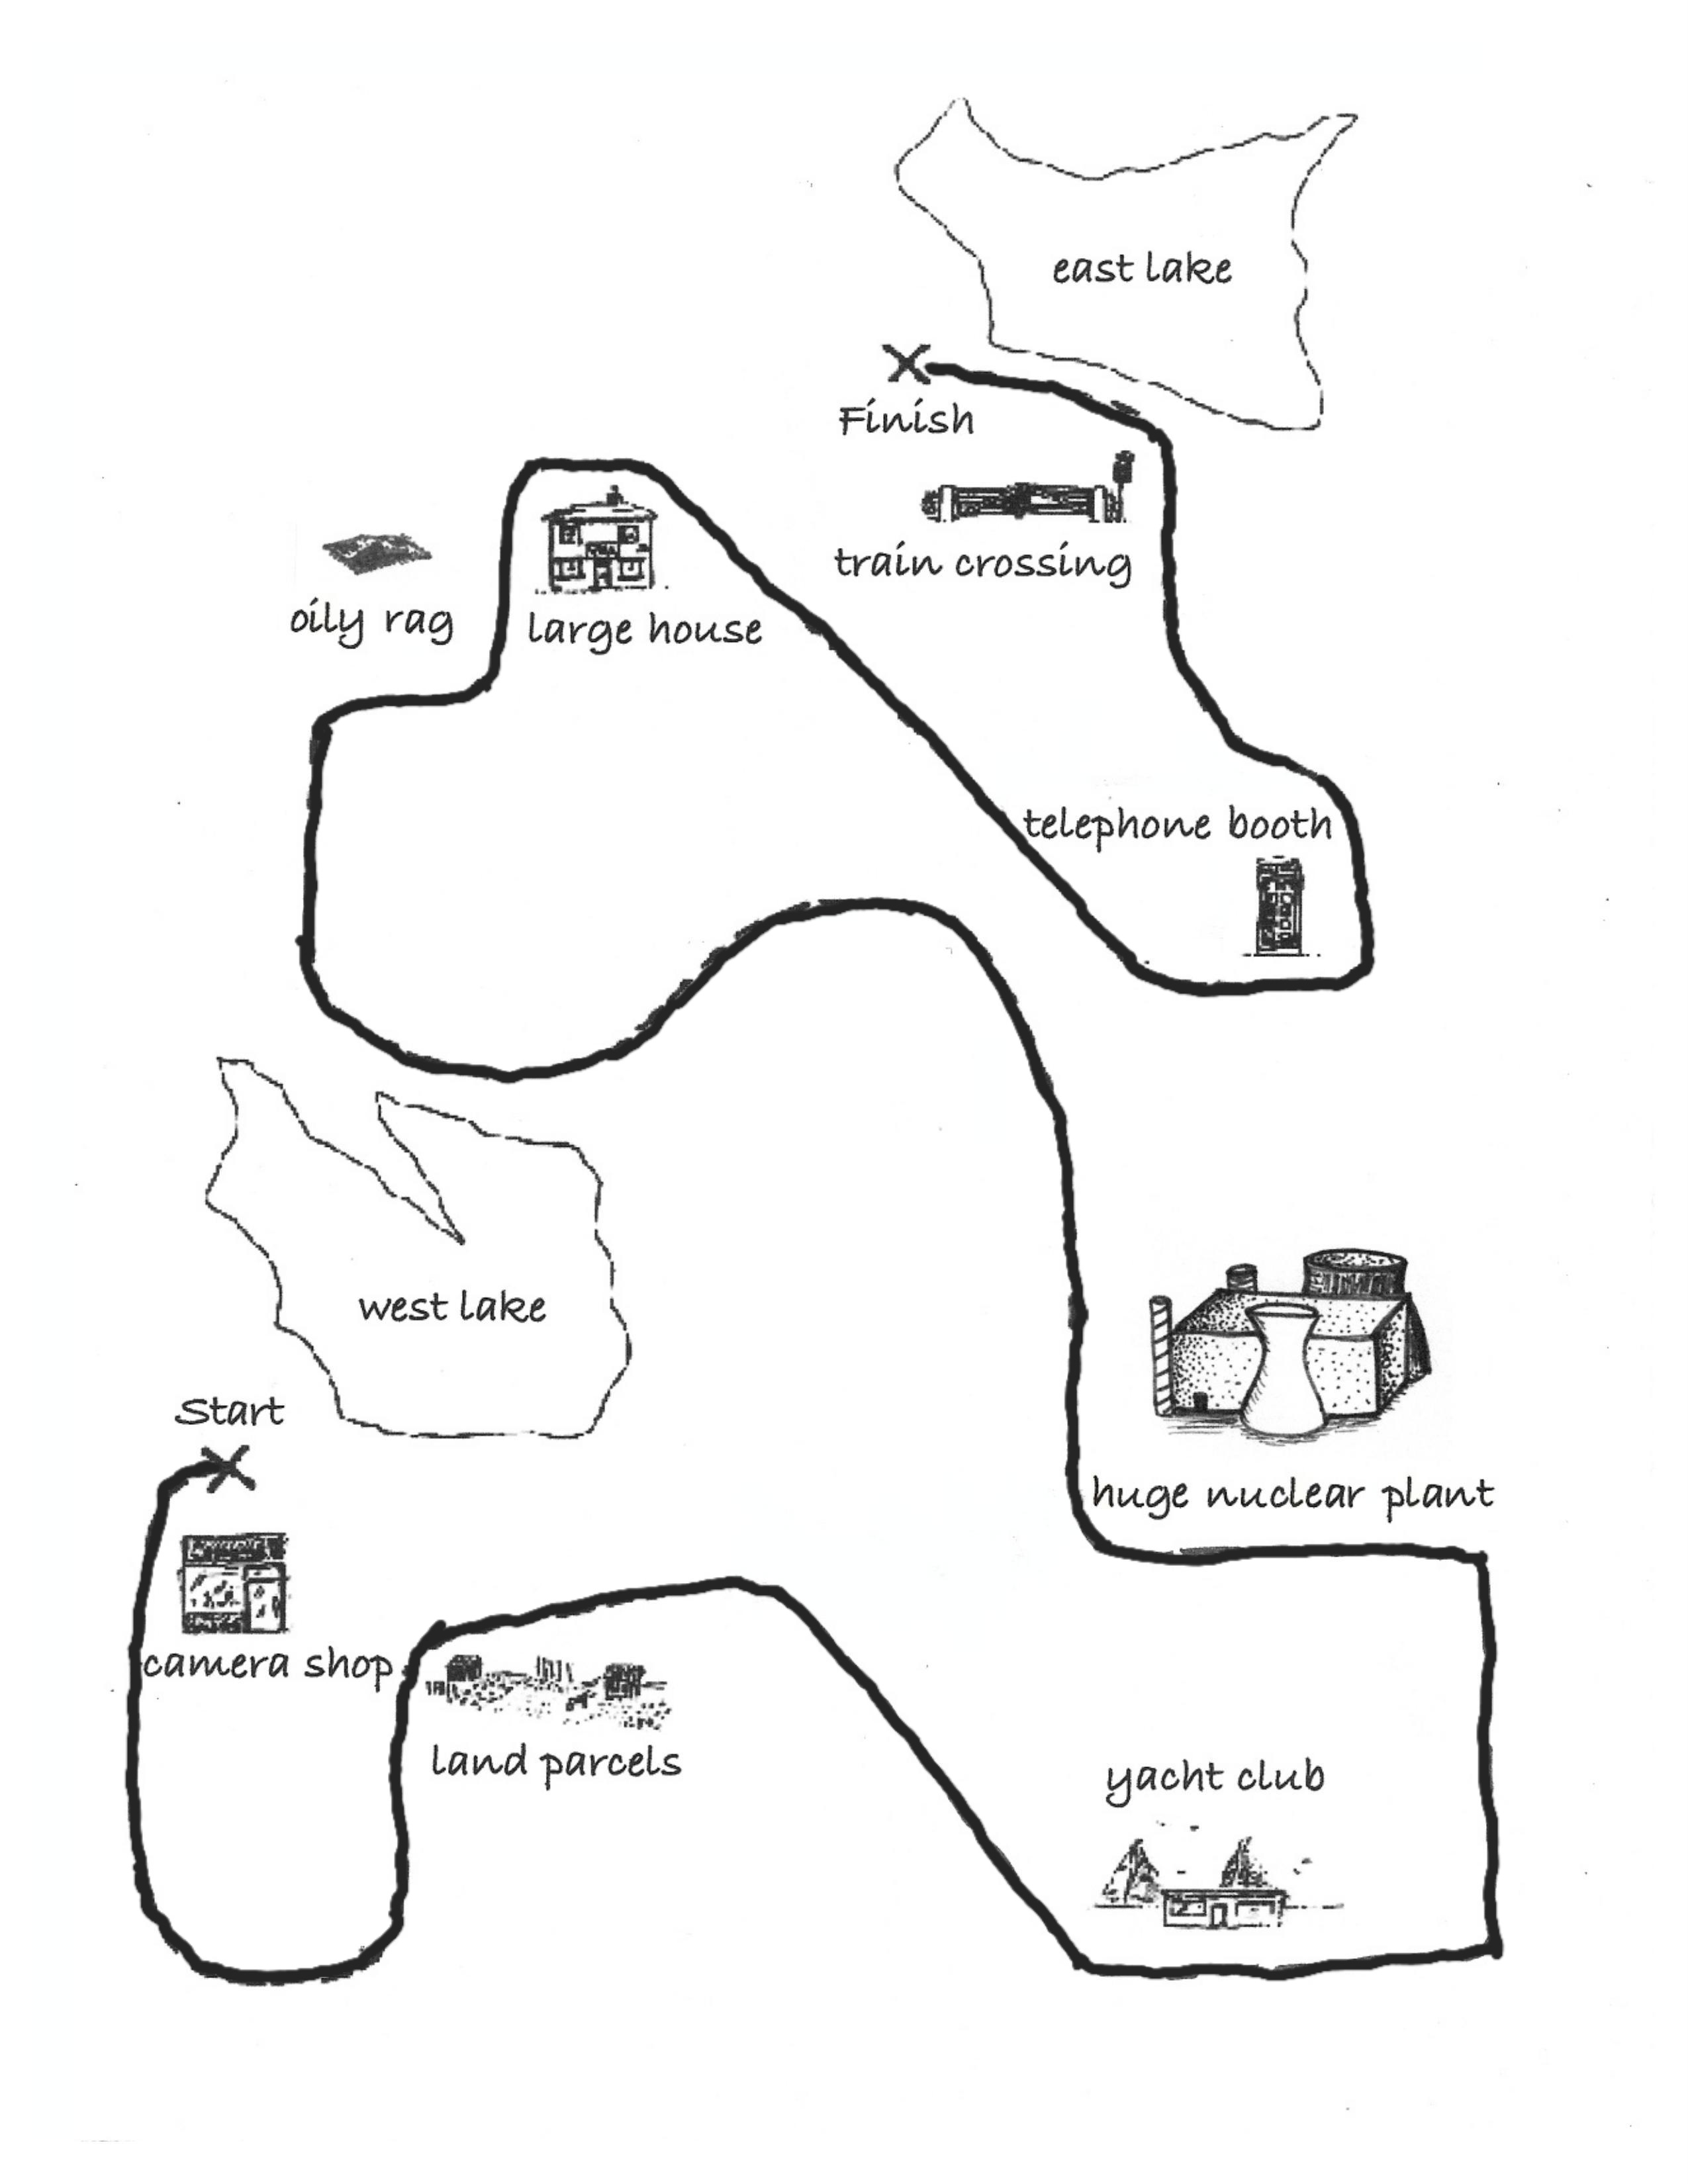 east lake
Finish
train crossing
oily rag
large house
telephone booth
west lake
Start
huge nuclear plant
camera shop
land parcels
yacht club